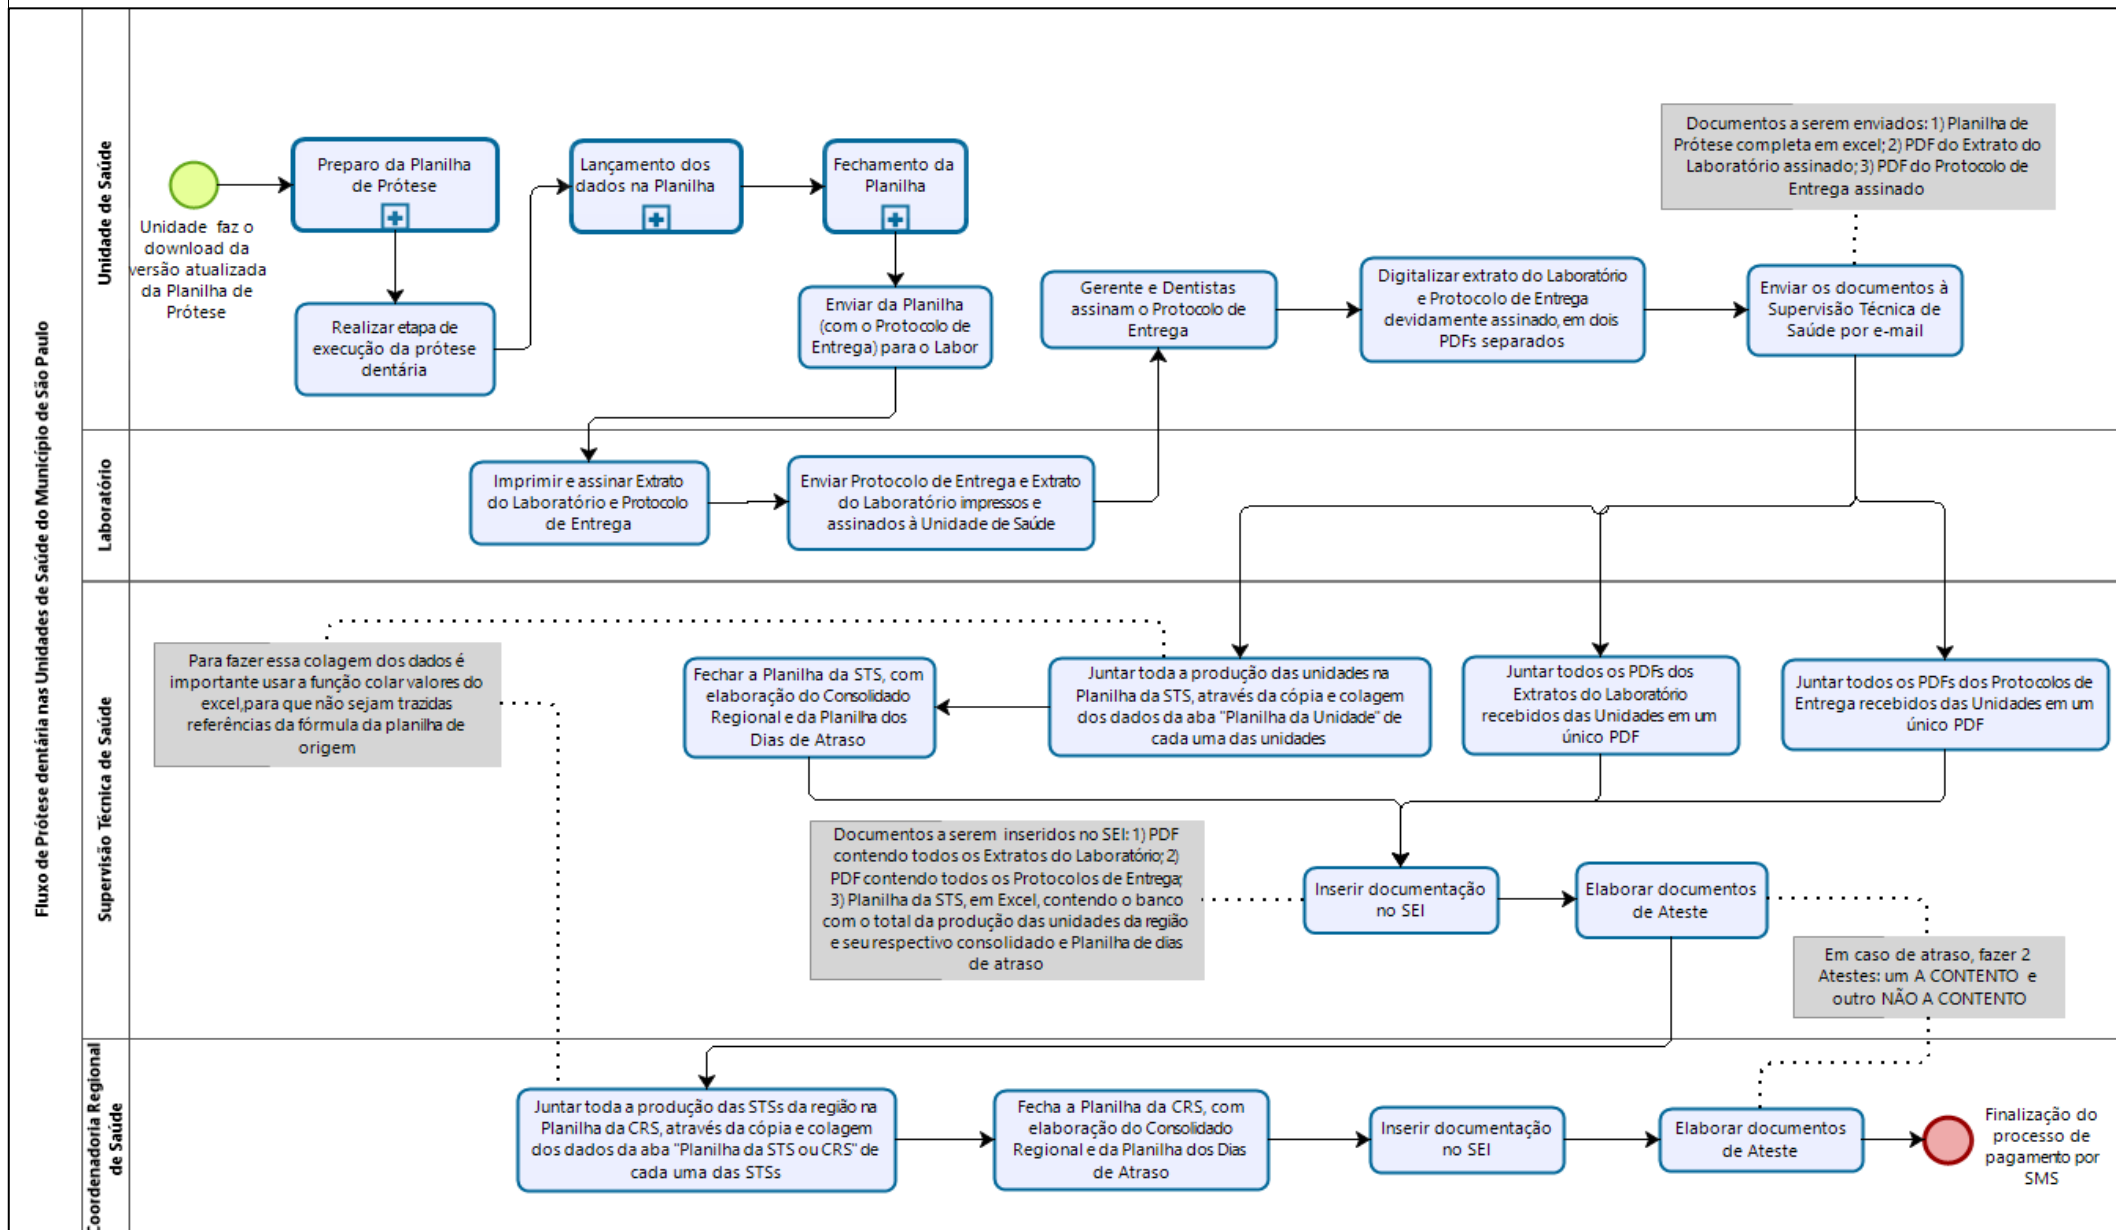 Fluxo de Prótese dentária nas Unidades de Saúde do Município de São Paulo
Unidade de Saúde
Unidade faz o
download da
versão atualizada
da Planilha de
Prótese
Preparo da Planilha
de Prótese
Realizar etapa de
execução da prótese
dentária
Lançamento dos
dados na Planilha
Fechamento da
Planilha
Enviar da Planilha
(com o Protocolo de
Entrega) para o Labor
Gerente e Dentistas
assinam o Protocolo de
Entrega
Digitalizar extrato do Laboratório
e Protocolo de Entrega
devidamente assinado, em dois
PDFs separados
Documentos a serem enviados: 1) Planilha de
Prótese completa em excel; 2) PDF do Extrato do
Laboratório assinado; 3) PDF do Protocolo de
Entrega assinado
Enviar os documentos à
Supervisão Técnica de
Saúde por e-mail
Laboratório
Imprimir e assinar Extrato
do Laboratório e Protocolo
de Entrega
Enviar Protocolo de Entrega e Extrato
do Laboratório impressos e
assinados à Unidade de Saúde
Supervisão Técnica de Saúde
Para fazer essa colagem dos dados é
importante usar a função colar valores do
excel,para que não sejam trazidas
referências da fórmula da planilha de
origem
Fechar a Planilha da STS, com
elaboração do Consolidado
Regional e da Planilha dos
Dias de Atraso
Juntar toda a produção das unidades na
Planilha da STS, através da cópia e colagem
dos dados da aba "Planilha da Unidade" de
cada uma das unidades
Juntar todos os PDFs dos
Extratos do Laboratório
recebidos das Unidades em um
único PDF
Juntar todos os PDFs dos Protocolos de
Entrega recebidos das Unidades em um
único PDF
Documentos a serem inseridos no SEI: 1) PDF
contendo todos os Extratos do Laboratório; 2)
PDF contendo todos os Protocolos de Entrega;
3) Planilha da STS, em Excel, contendo o banco
com o total da produção das unidades da região
e seu respectivo consolidado e Planilha de dias
de atraso
Inserir documentação
no SEI
Elaborar documentos
de Ateste
Em caso de atraso, fazer 2
Atestes: um A CONTENTO e
outro NÃO A CONTENTO
Coordenadoria Regional
de Saúde
Juntar toda a produção das STSs da região na
Planilha da CRS, através da cópia e colagem
dos dados da aba "Planilha da STS ou CRS" de
cada uma das STSs
Fecha a Planilha da CRS, com
elaboração do Consolidado
Regional e da Planilha dos Dias
de Atraso
Inserir documentação
no SEI
Elaborar documentos
de Ateste
Finalização do
processo de
pagamento por
SMS